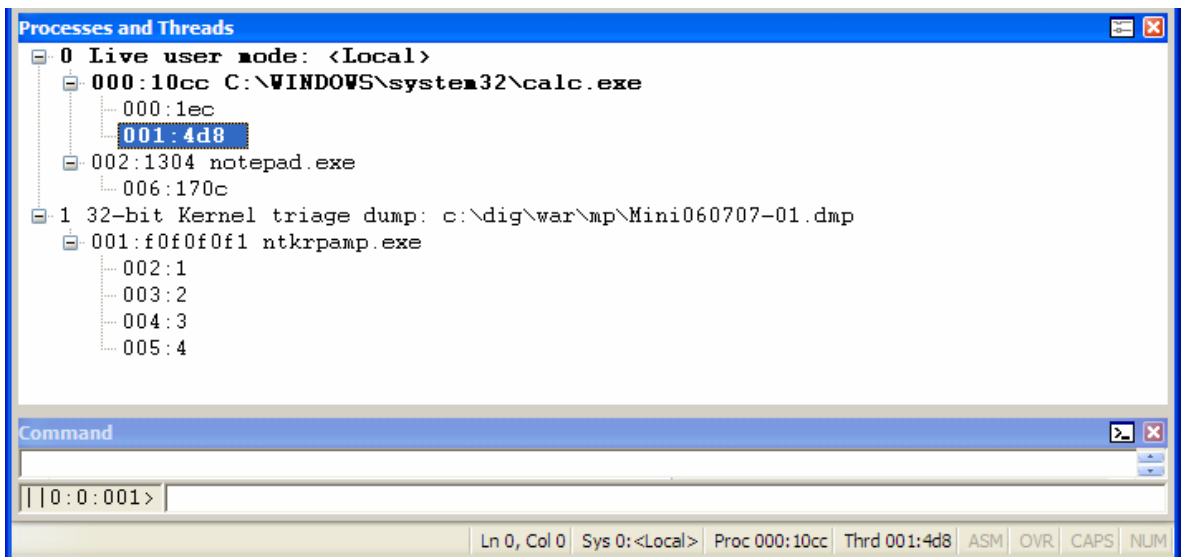 Processes and Threads
0 Live user mode: <Local>
000:10cc C:\WINDOWS\system32\calc.exe
000:1ec
001:4d8
002:1304 notepad.exe
006:170c
1 32-bit Kernel triage dump: c:\dig\war\mp\Mini060707-01.dmp
001:f0f0f0f1 ntkrpamp.exe
002:1
003:2
004:3
005:4
Command
||0:0:001>
Ln 0, Col 0 Sys 0:<Local> Proc 000:10cc Thrd 001:4d8 ASM OVR CAPS NUM